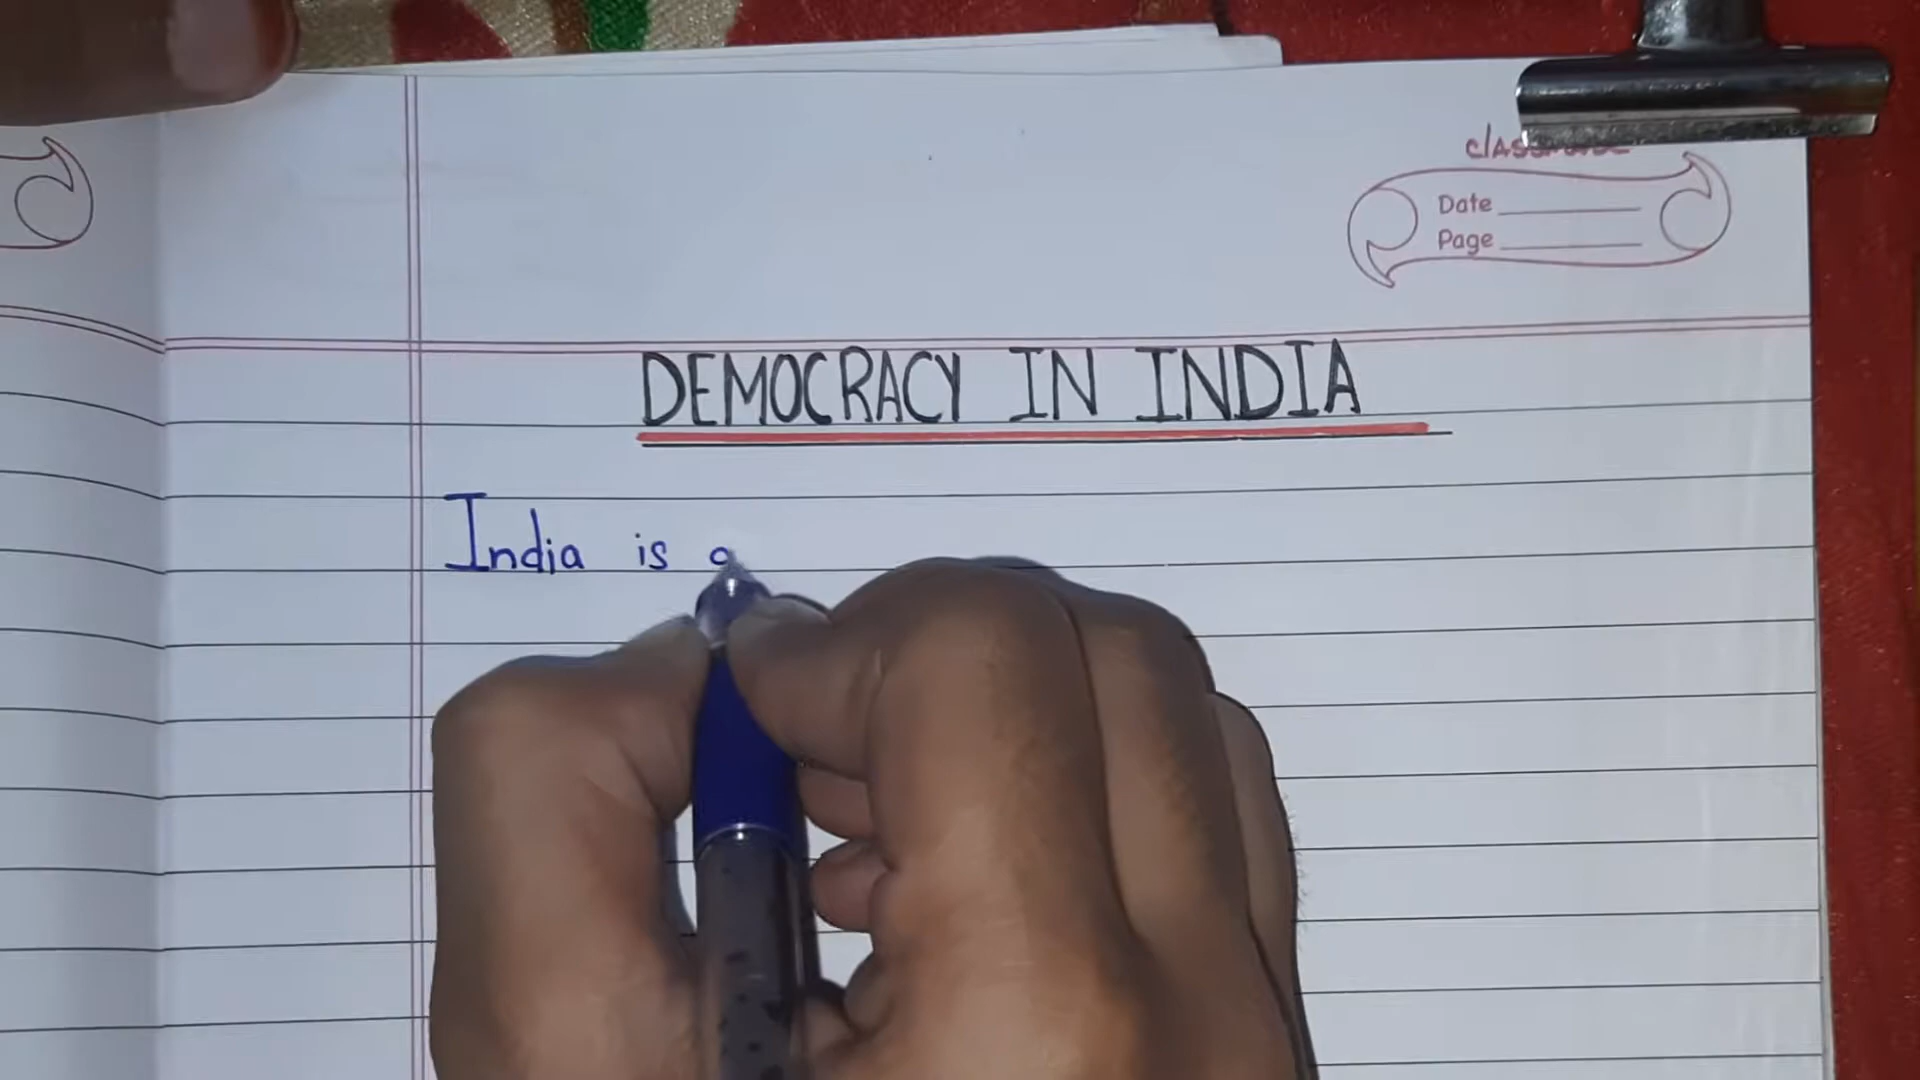 Date
Page
DEMOCRACY IN INDIA
India is